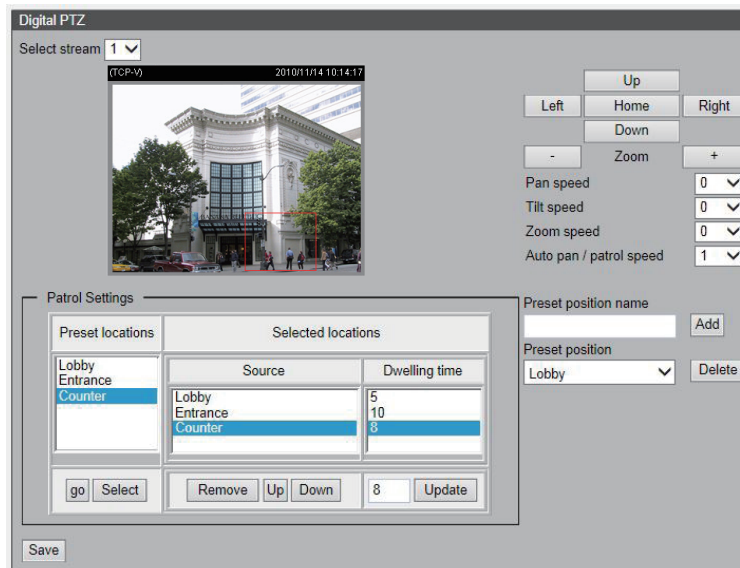 Digital PTZ
Select stream 1
(TCP-V) 2010/11/14 10:14:17
Up
Left Home Right
Down
- Zoom +
Pan speed 0
Tilt speed 0
Zoom speed 0
Auto pan / patrol speed 1
Patrol Settings
Preset locations Selected locations
Lobby
Entrance
Counter
Source Dwelling time
Lobby 5
Entrance 10
Counter 8
go Select Remove Up Down 8 Update
Preset position name
Add
Preset position
Lobby Delete
Save